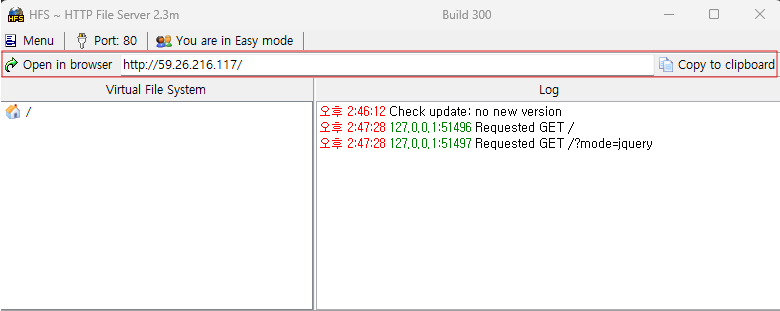 HFS ~ HTTP File Server 2.3m Build 300
Menu Port: 80 You are in Easy mode
Open in browser http://59.26.216.117/ Copy to clipboard
Virtual File System Log
/
오후 2:46:12 Check update: no new version
오후 2:47:28 127.0.0.1:51496 Requested GET /
오후 2:47:28 127.0.0.1:51497 Requested GET /?mode=jquery